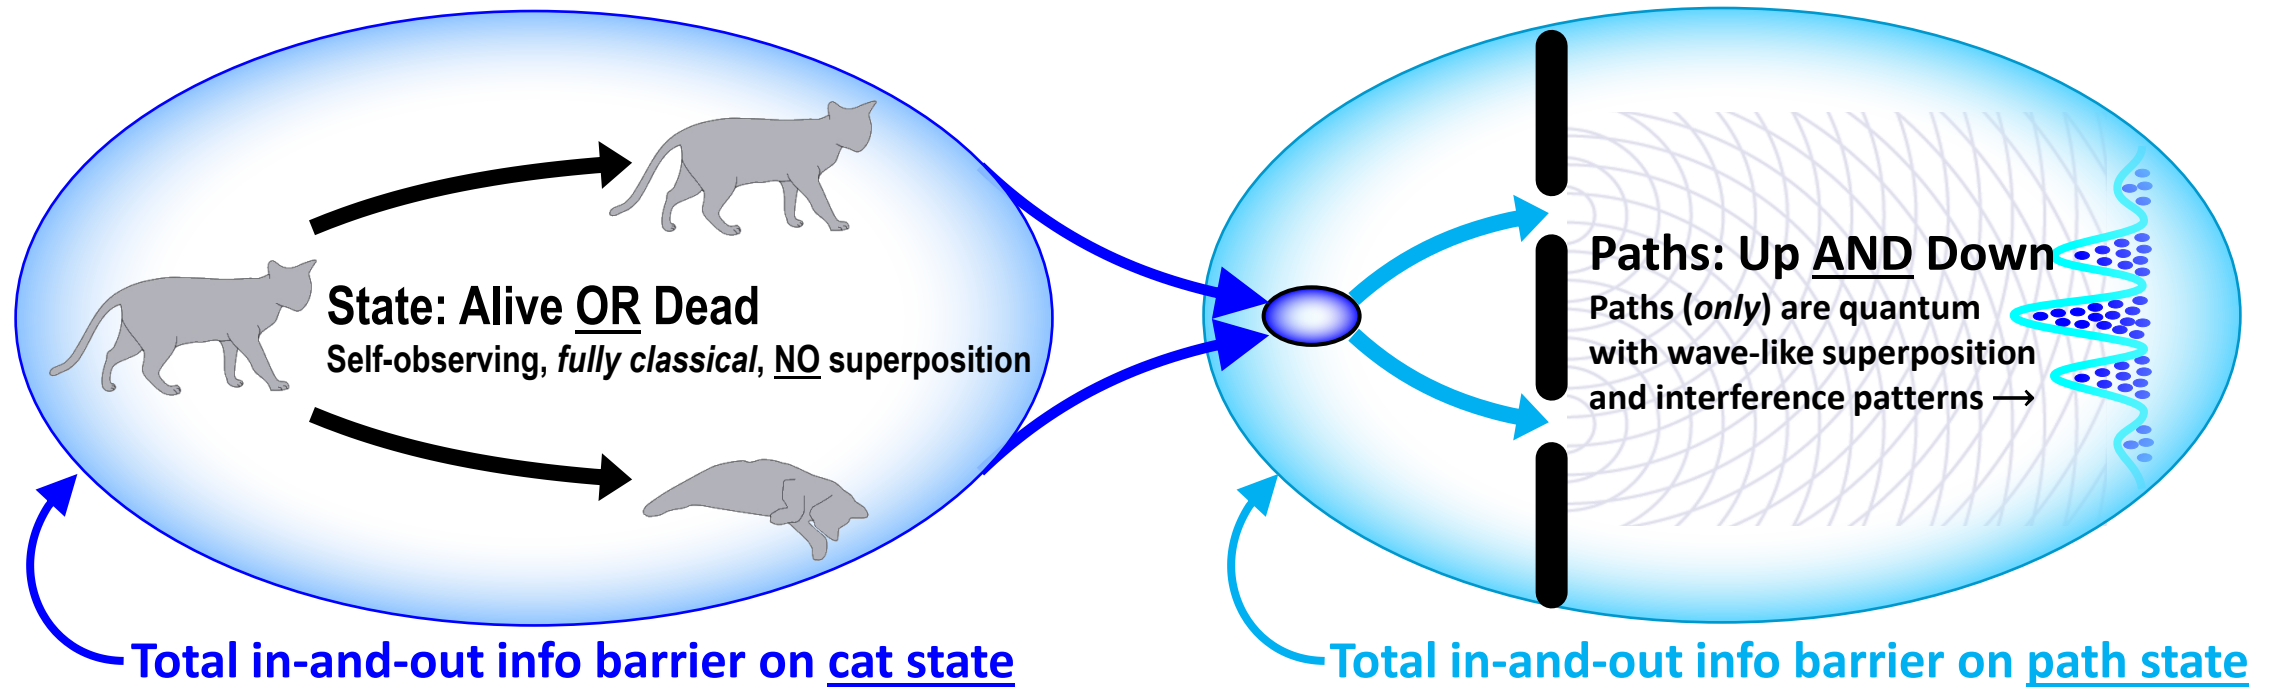 State: Alive OR Dead
Self-observing, fully classical, NO superposition
Total in-and-out info barrier on cat state
Paths: Up AND Down
Paths (only) are quantum
with wave-like superposition
and interference patterns →
Total in-and-out info barrier on path state